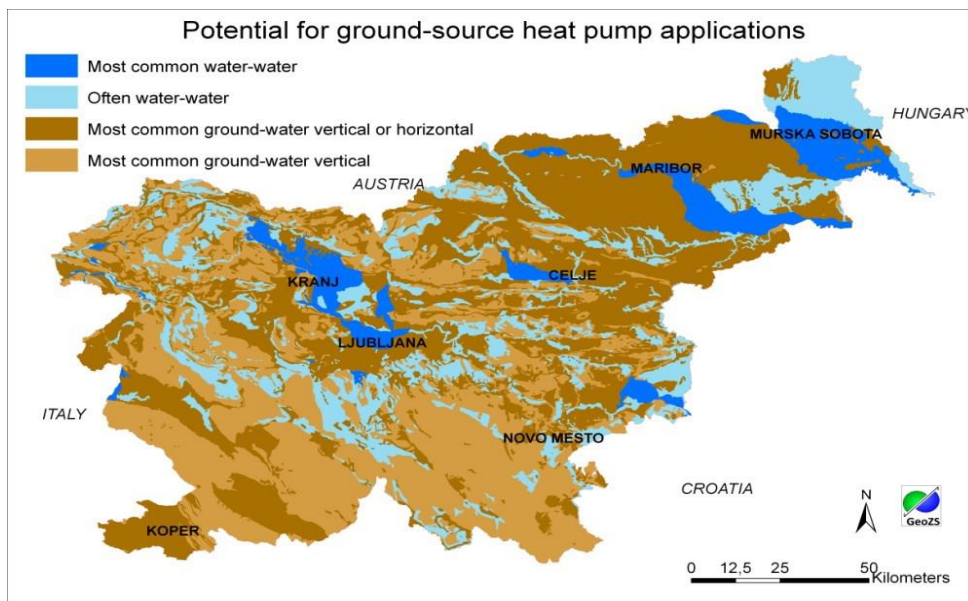 Potential for ground-source heat pump applications
Most common water-water
Often water-water
Most common ground-water vertical or horizontal
Most common ground-water vertical
HUNGARY
MURSKA SOBOTA
MARIBOR
AUSTRIA
KRANJ
CELJE
LJUBLJANA
ITALY
NOVO MESTO
CROATIA
N
GeoZS
KOPER
0 12,5 25 50
Kilometers